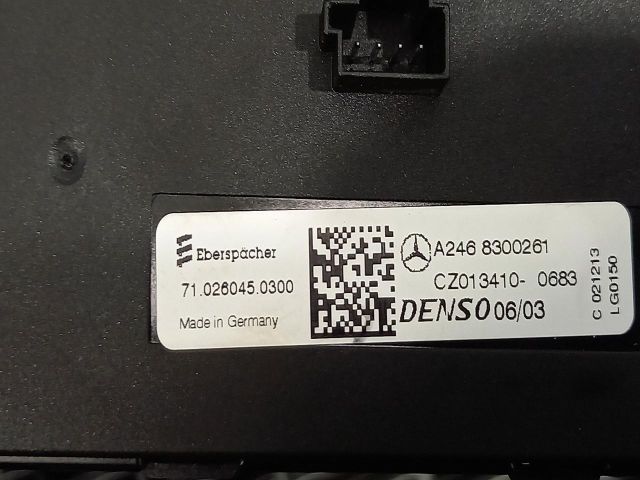 Eberspächer
71.026045.0300
Made in Germany
A246 8300261
CZ013410- 0683
DENSO 06/03
C 021213
LG0150